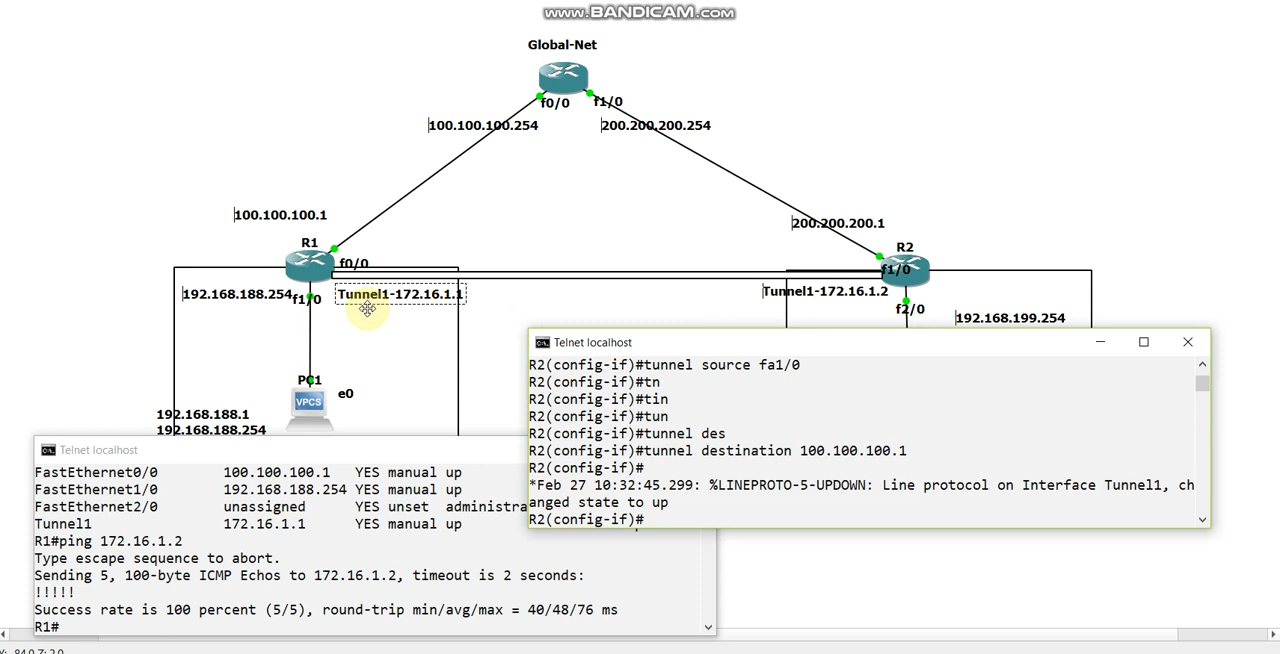 www.BANDICAM.com
Global-Net
f0/0
f1/0
100.100.100.254
200.200.200.254
100.100.100.1
200.200.200.1
R1
R2
f0/0
f1/0
192.168.188.254
f1/0
Tunnel1-172.16.1.1
Tunnel1-172.16.1.2
f2/0
192.168.199.254
PC1
e0
VPCS
192.168.188.1
192.168.188.254
Telnet localhost
R2(config-if)#tunnel source fa1/0
R2(config-if)#tn
R2(config-if)#tin
R2(config-if)#tun
R2(config-if)#tunnel des
R2(config-if)#tunnel destination 100.100.100.1
R2(config-if)#
*Feb 27 10:32:45.299: %LINEPROTO-5-UPDOWN: Line protocol on Interface Tunnel1, ch
anged state to up
R2(config-if)#
Telnet localhost
FastEthernet0/0 100.100.100.1 YES manual up
FastEthernet1/0 192.168.188.254 YES manual up
FastEthernet2/0 unassigned YES unset administra
Tunnel1 172.16.1.1 YES manual up
R1#ping 172.16.1.2
Type escape sequence to abort.
Sending 5, 100-byte ICMP Echos to 172.16.1.2, timeout is 2 seconds:
!!!!!
Success rate is 100 percent (5/5), round-trip min/avg/max = 40/48/76 ms
R1#